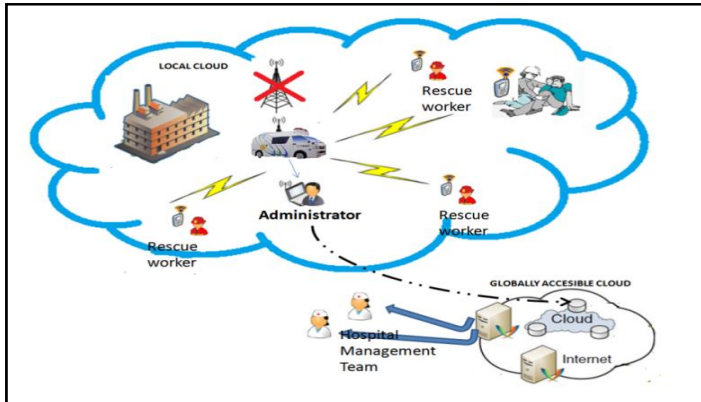 LOCAL CLOUD
Rescue
worker
Administrator
Rescue
worker
Rescue
worker
GLOBALLY ACCESIBLE CLOUD
Cloud
Hospital
Management
Team
Internet